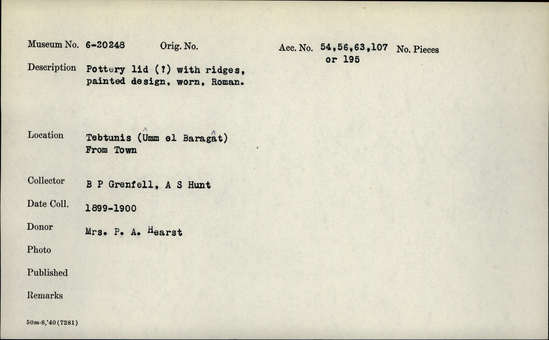 Museum No. 6-20248 Orig. No. Acc. No. 54,56,63,107 No. Pieces
or 195
Description Pottery lid (?) with ridges,
painted design, worn, Roman.
Location Tebtunis (Ûmm el Baragât)
From Town
Collector B P Grenfell, A S Hunt
Date Coll. 1899-1900
Donor Mrs. P. A. Hearst
Photo
Published
Remarks
50m-8,'40(7281)